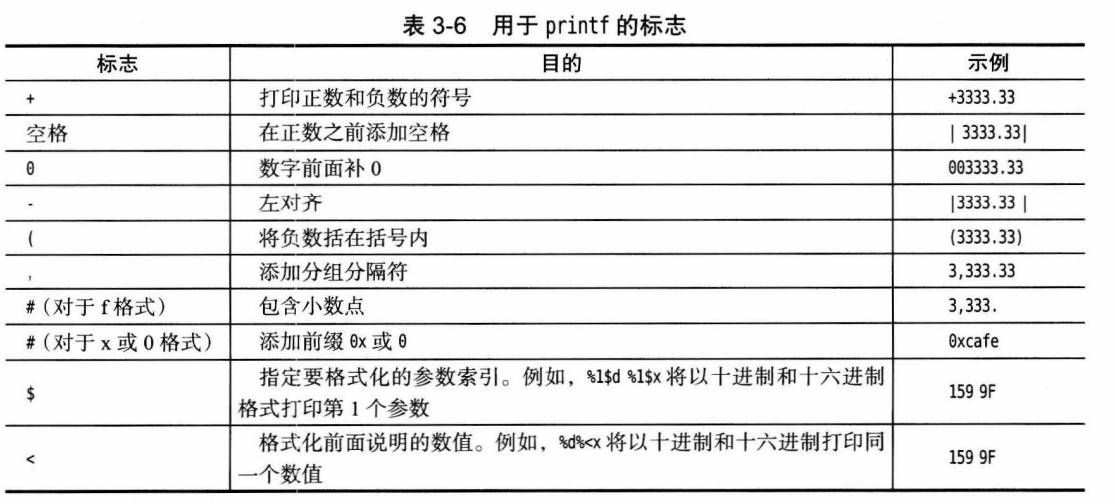 表 3-6 用于 printf 的标志
标志 目的 示例
+ 打印正数和负数的符号 +3333.33
空格 在正数之前添加空格 | 3333.33|
0 数字前面补 0 003333.33
- 左对齐 |3333.33 |
( 将负数括在括号内 (3333.33)
, 添加分组分隔符 3,333.33
#（对于 f 格式） 包含小数点 3,333.
#（对于 x 或 0 格式） 添加前缀 0x 或 0 0xcafe
$ 指定要格式化的参数索引。例如，%1$d %1$x 将以十进制和十六进制
格式打印第 1 个参数 159 9F
< 格式化前面说明的数值。例如，%d%<x 将以十进制和十六进制打印同
一个数值 159 9F